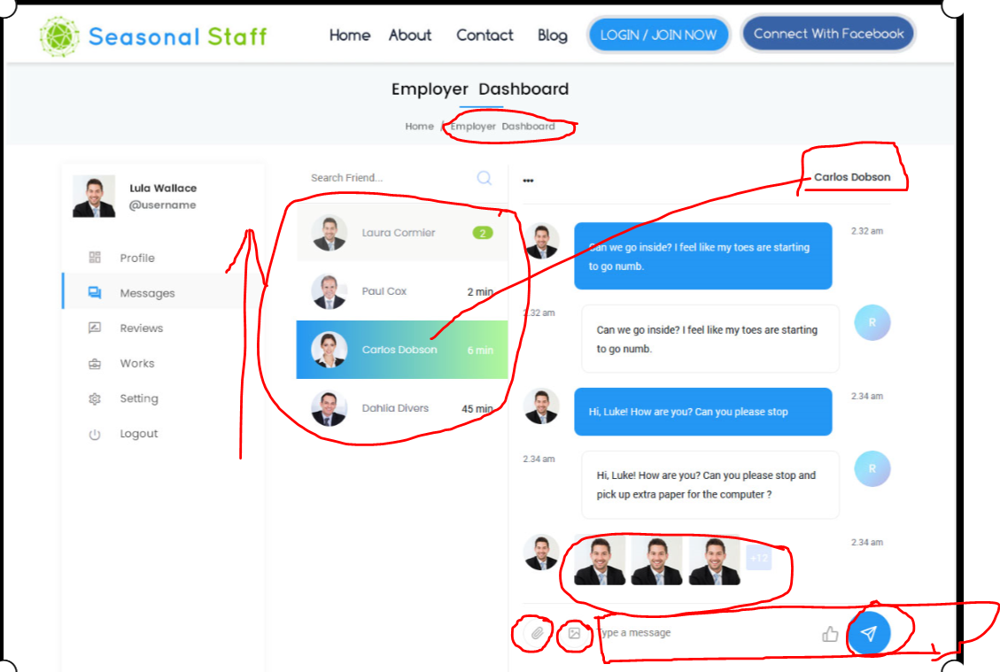 Seasonal Staff
Home About Contact Blog LOGIN / JOIN NOW Connect With Facebook
Employer Dashboard
Home / Employer Dashboard
Lula Wallace
@username
Profile
Messages
Reviews
Works
Setting
Logout
Search Friend...
Laura Cormier 2
Paul Cox 2 min
Carlos Dobson 6 min
Dahlia Divers 45 min
... Carlos Dobson
2.32 am
Can we go inside? I feel like my toes are starting
to go numb.
2.32 am
R
Can we go inside? I feel like my toes are starting
to go numb.
2.34 am
Hi, Luke! How are you? Can you please stop
2.34 am
R
Hi, Luke! How are you? Can you please stop and
pick up extra paper for the computer ?
2.34 am
+12
Type a message